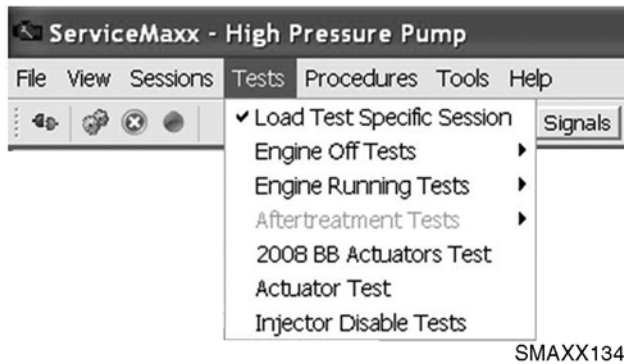 ServiceMaxx - High Pressure Pump
File View Sessions Tests Procedures Tools Help
✔ Load Test Specific Session
Signals
Engine Off Tests
Engine Running Tests
Aftertreatment Tests
2008 BB Actuators Test
Actuator Test
Injector Disable Tests
SMAXX134